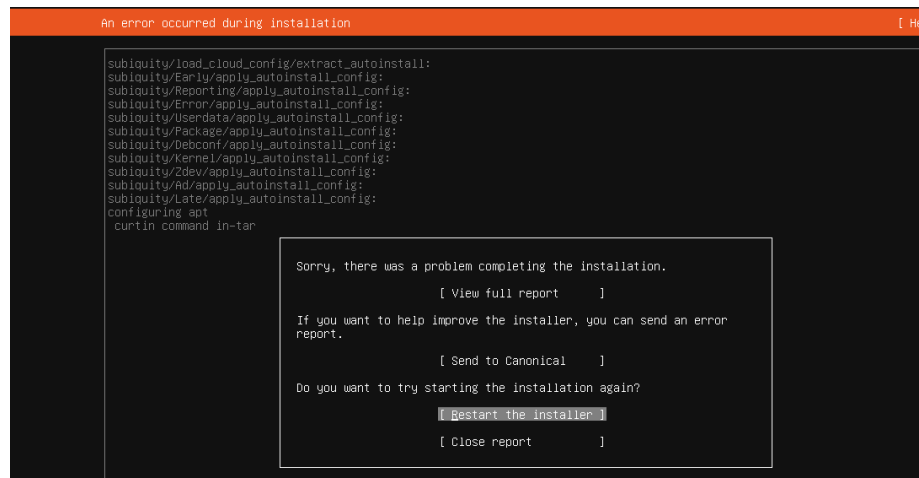 An error occurred during installation [ He
subiquity/load_cloud_config/extract_autoinstall:
subiquity/Early/apply_autoinstall_config:
subiquity/Reporting/apply_autoinstall_config:
subiquity/Error/apply_autoinstall_config:
subiquity/Userdata/apply_autoinstall_config:
subiquity/Package/apply_autoinstall_config:
subiquity/Debconf/apply_autoinstall_config:
subiquity/Kernel/apply_autoinstall_config:
subiquity/Zdev/apply_autoinstall_config:
subiquity/Ad/apply_autoinstall_config:
subiquity/Late/apply_autoinstall_config:
configuring apt
curtin command in-tar
Sorry, there was a problem completing the installation.
[ View full report ]
If you want to help improve the installer, you can send an error
report.
[ Send to Canonical ]
Do you want to try starting the installation again?
[ Restart the installer ]
[ Close report ]